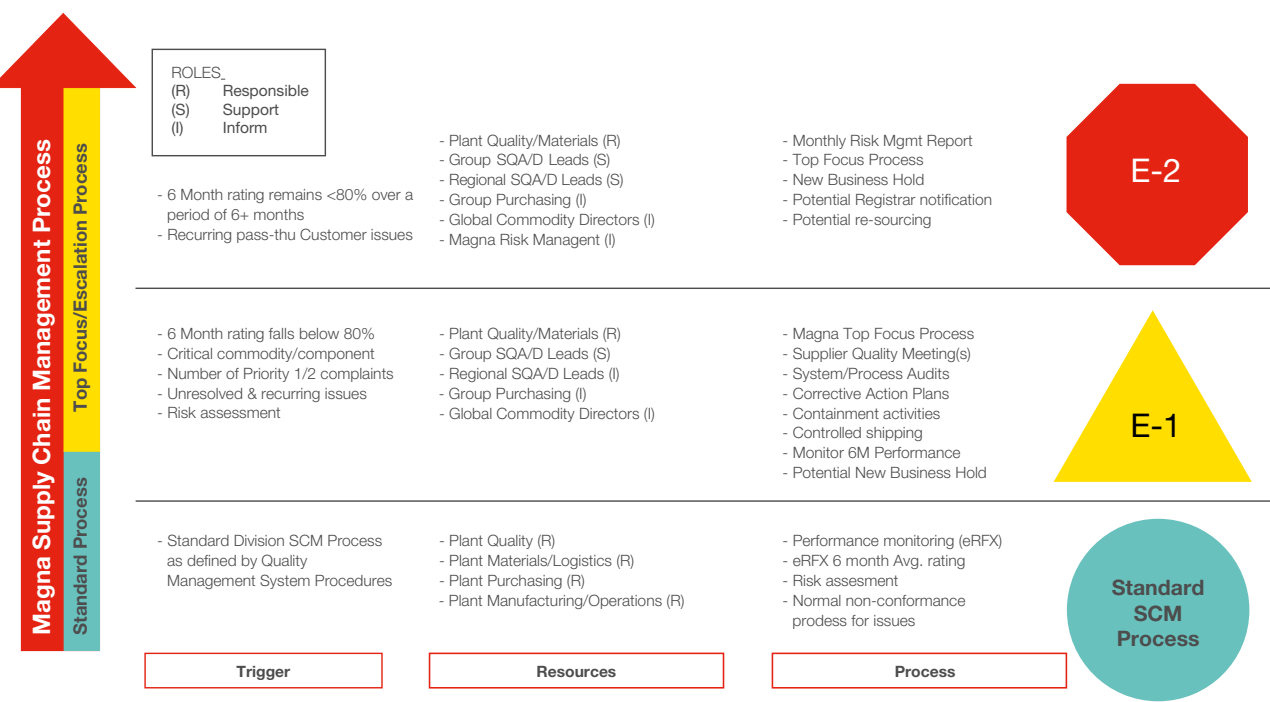 Magna Supply Chain Management Process
Top Focus/Escalation Process
Standard Process
ROLES_
(R) Responsible
(S) Support
(I) Inform
- 6 Month rating remains <80% over a
period of 6+ months
- Recurring pass-thu Customer issues
- Plant Quality/Materials (R)
- Group SQA/D Leads (S)
- Regional SQA/D Leads (S)
- Group Purchasing (I)
- Global Commodity Directors (I)
- Magna Risk Managent (I)
- Monthly Risk Mgmt Report
- Top Focus Process
- New Business Hold
- Potential Registrar notification
- Potential re-sourcing
E-2
- 6 Month rating falls below 80%
- Critical commodity/component
- Number of Priority 1/2 complaints
- Unresolved & recurring issues
- Risk assessment
- Plant Quality/Materials (R)
- Group SQA/D Leads (S)
- Regional SQA/D Leads (I)
- Group Purchasing (I)
- Global Commodity Directors (I)
- Magna Top Focus Process
- Supplier Quality Meeting(s)
- System/Process Audits
- Corrective Action Plans
- Containment activities
- Controlled shipping
- Monitor 6M Performance
- Potential New Business Hold
E-1
- Standard Division SCM Process
as defined by Quality
Management System Procedures
- Plant Quality (R)
- Plant Materials/Logistics (R)
- Plant Purchasing (R)
- Plant Manufacturing/Operations (R)
- Performance monitoring (eRFX)
- eRFX 6 month Avg. rating
- Risk assesment
- Normal non-conformance
prodess for issues
Standard
SCM
Process
Trigger
Resources
Process